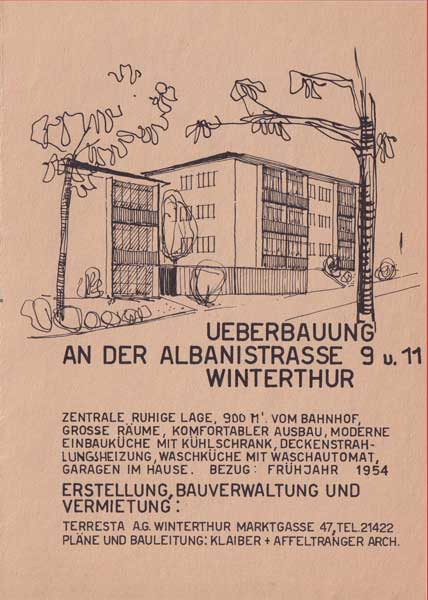 UEBERBAUUNG
AN DER ALBANISTRASSE 9 u. 11
WINTERTHUR
ZENTRALE RUHIGE LAGE, 900 M'. VOM BAHNHOF,
GROSSE RÄUME, KOMFORTABLER AUSBAU, MODERNE
EINBAUKÜCHE MIT KÜHLSCHRANK, DECKENSTRAH-
LUNGSHEIZUNG, WASCHKÜCHE MIT WASCHAUTOMAT,
GARAGEN IM HAUSE. BEZUG: FRÜHJAHR 1954
ERSTELLUNG, BAUVERWALTUNG UND
VERMIETUNG:
TERRESTA A.G. WINTERTHUR MARKTGASSE 47, TEL. 21422
PLÄNE UND BAULEITUNG: KLAIBER + AFFELTRANGER ARCH.